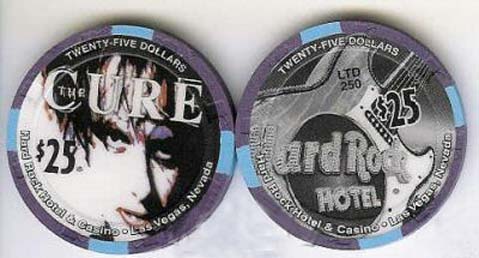 TWENTY-FIVE DOLLARS
THE CURE
$25
Hard Rock Hotel & Casino • Las Vegas, Nevada
TWENTY-FIVE DOLLARS
LTD
250
$25
Hard Rock
HOTEL
Hard Rock Hotel & Casino • Las Vegas, Nevada